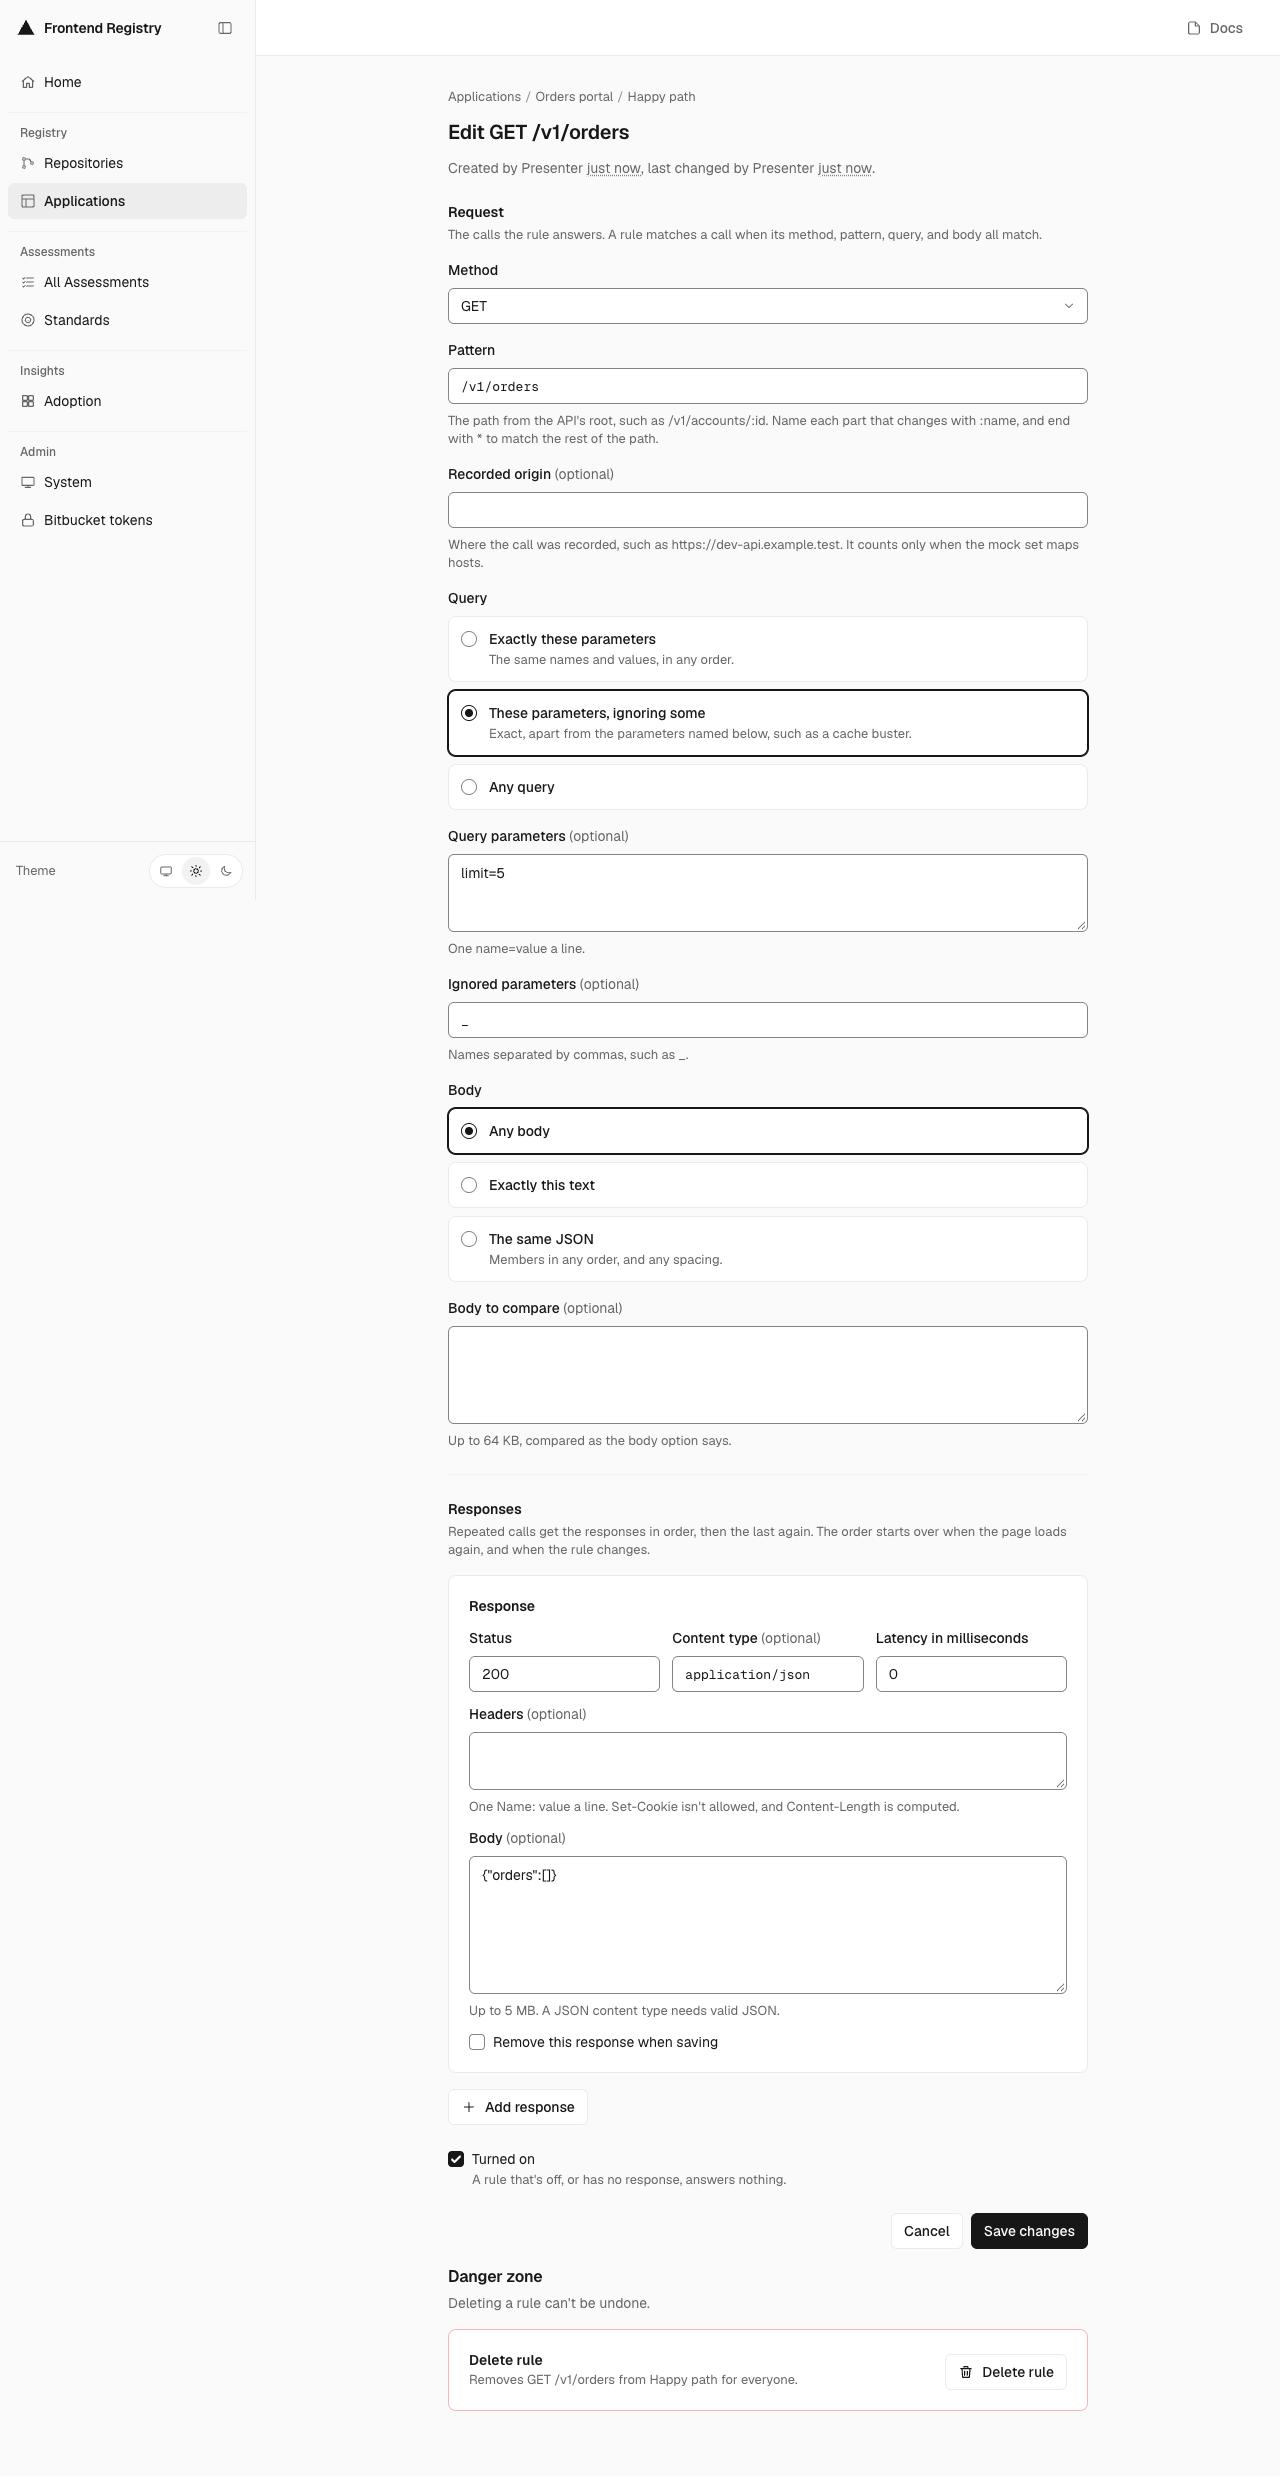 Frontend Registry
Docs
Home
Registry
Repositories
Applications
Assessments
All Assessments
Standards
Insights
Adoption
Admin
System
Bitbucket tokens
Theme
Applications / Orders portal / Happy path
Edit GET /v1/orders
Created by Presenter just now, last changed by Presenter just now.
Request
The calls the rule answers. A rule matches a call when its method, pattern, query, and body all match.
Method
GET
Pattern
/v1/orders
The path from the API's root, such as /v1/accounts/:id. Name each part that changes with :name, and end
with * to match the rest of the path.
Recorded origin (optional)
Where the call was recorded, such as https://dev-api.example.test. It counts only when the mock set maps
hosts.
Query
Exactly these parameters
The same names and values, in any order.
These parameters, ignoring some
Exact, apart from the parameters named below, such as a cache buster.
Any query
Query parameters (optional)
limit=5
One name=value a line.
Ignored parameters (optional)
_
Names separated by commas, such as _.
Body
Any body
Exactly this text
The same JSON
Members in any order, and any spacing.
Body to compare (optional)
Up to 64 KB, compared as the body option says.
Responses
Repeated calls get the responses in order, then the last again. The order starts over when the page loads
again, and when the rule changes.
Response
Status
Content type (optional)
Latency in milliseconds
200
application/json
0
Headers (optional)
One Name: value a line. Set-Cookie isn't allowed, and Content-Length is computed.
Body (optional)
{"orders":[]}
Up to 5 MB. A JSON content type needs valid JSON.
Remove this response when saving
Add response
Turned on
A rule that's off, or has no response, answers nothing.
Cancel
Save changes
Danger zone
Deleting a rule can't be undone.
Delete rule
Removes GET /v1/orders from Happy path for everyone.
Delete rule